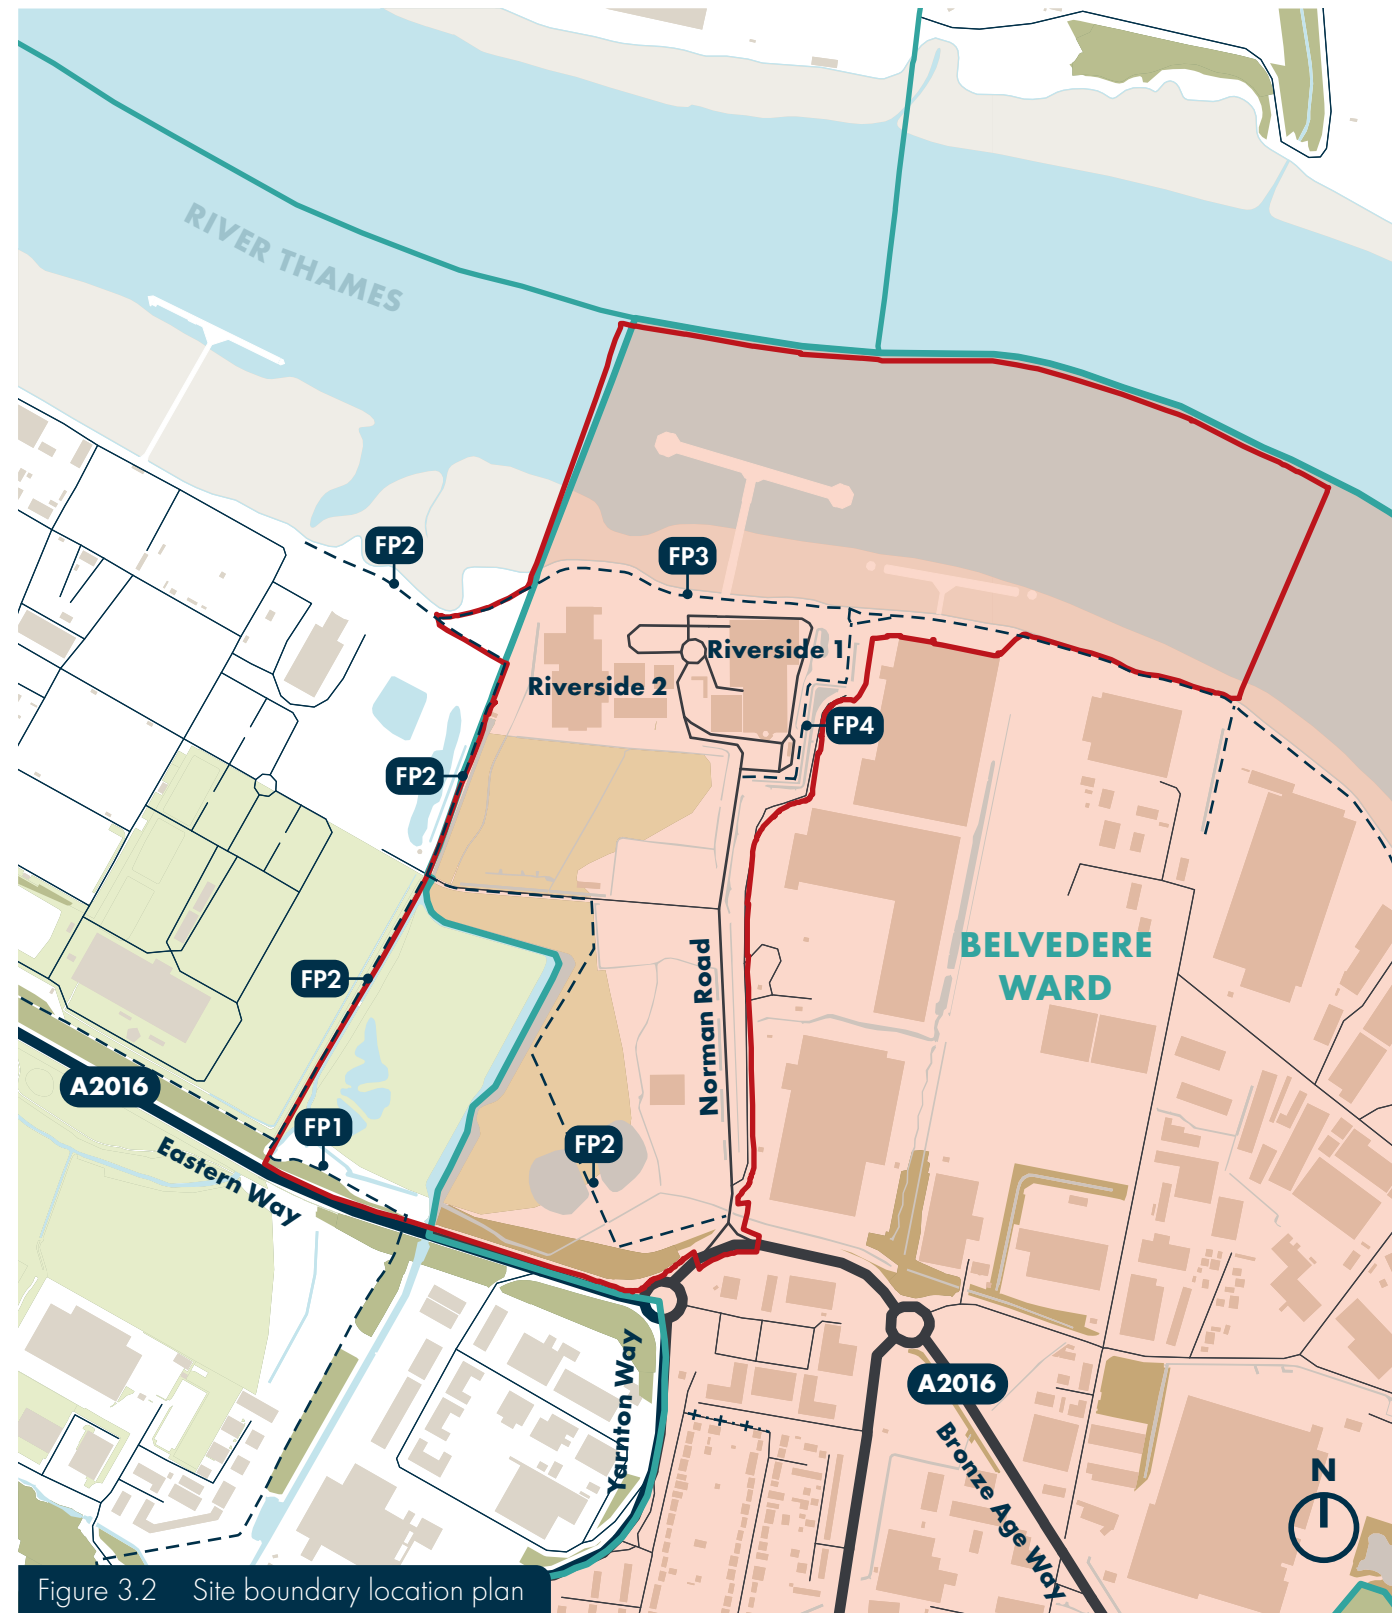 RIVER THAMES
FP2
FP3
Riverside 1
Riverside 2
FP4
FP2
BELVEDERE
WARD
FP2
Norman Road
A2016
FP1
FP2
Eastern Way
Yarnton Way
A2016
Bronze Age Way
N
Figure 3.2 Site boundary location plan